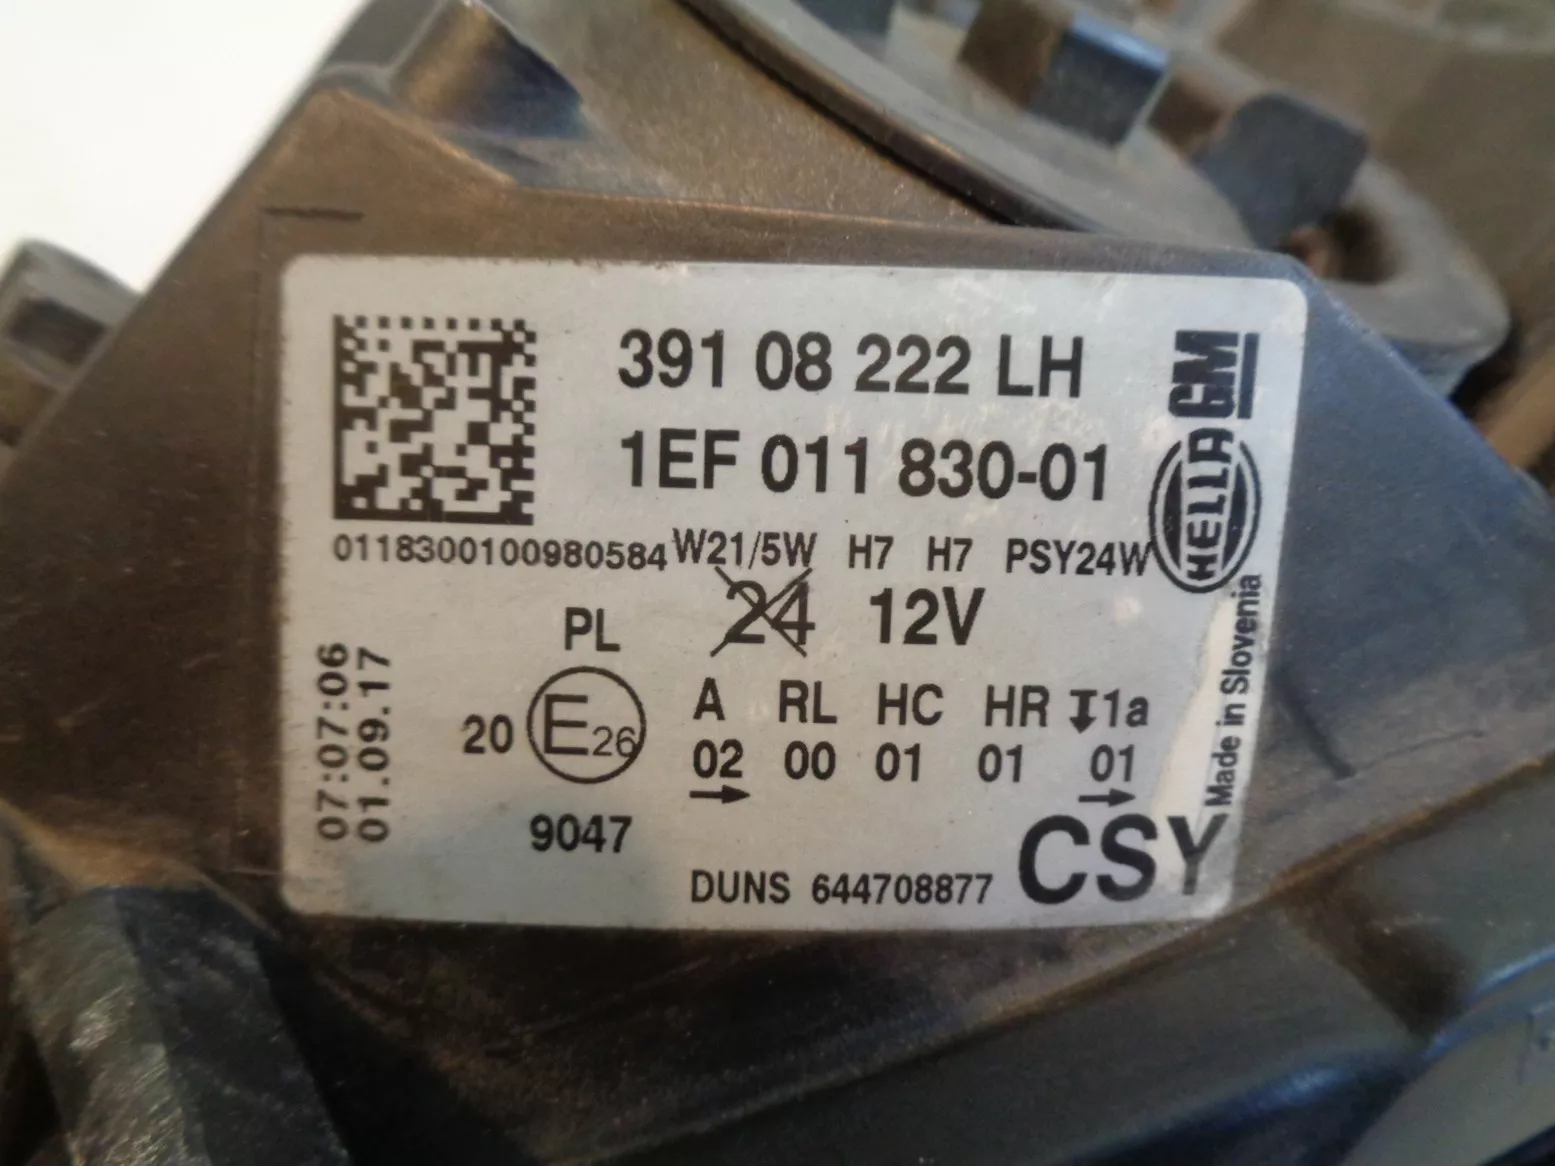 391 08 222 LH
GM
1EF 011 830-01
HELLA
0118300100980584 W21/5W H7 H7 PSY24W
PL 24 12V
07:07:06
01.09.17
20 E26
A RL HC HR 1a
02 00 01 01 01
9047
DUNS 644708877
CSY
Made in Slovenia